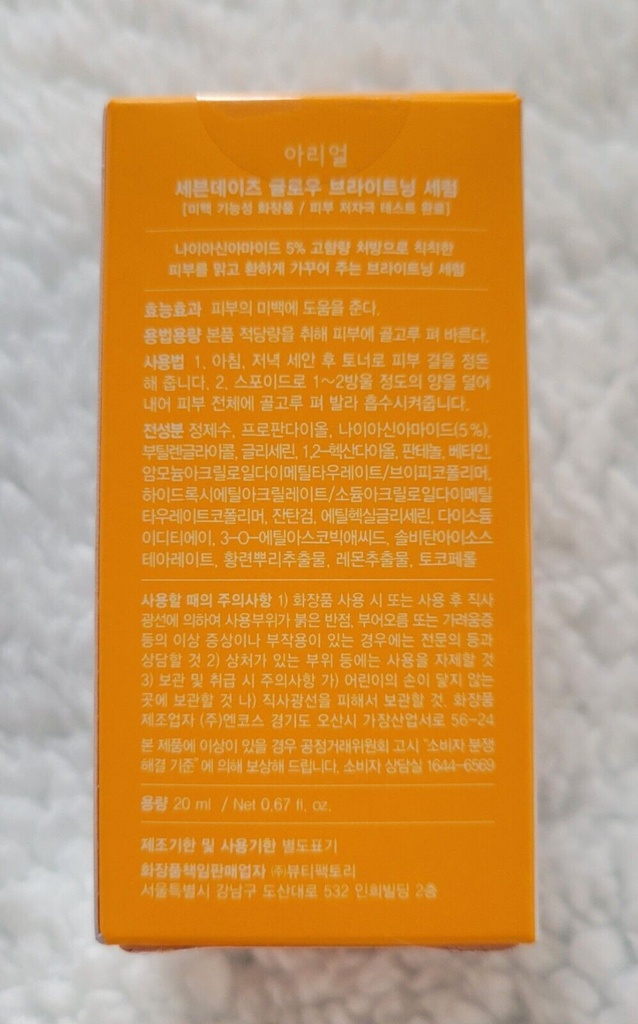 아리얼
세븐데이즈 글로우 브라이트닝 세럼
[미백 기능성 화장품 / 피부 저자극 테스트 완료]
나이아신아마이드 5% 고함량 처방으로 칙칙한
피부를 맑고 환하게 가꾸어 주는 브라이트닝 세럼
효능효과 피부의 미백에 도움을 준다.
용법용량 본품 적당량을 취해 피부에 골고루 펴 바른다.
사용법 1. 아침, 저녁 세안 후 토너로 피부 결을 정돈
해 줍니다. 2. 스포이드로 1~2방울 정도의 양을 덜어
내어 피부 전체에 골고루 펴 발라 흡수시켜줍니다.
전성분 정제수, 프로판다이올, 나이아신아마이드(5%),
부틸렌글라이콜, 글리세린, 1,2-헥산다이올, 판테놀, 베타인,
암모늄아크릴로일다이메틸타우레이트/브이피코폴리머,
하이드록시에틸아크릴레이트/소듐아크릴로일다이메틸
타우레이트코폴리머, 잔탄검, 에틸헥실글리세린, 다이소듐
이디티에이, 3-O-에틸아스코빅애씨드, 솔비탄아이소스
테아레이트, 황련뿌리추출물, 레몬추출물, 토코페롤
사용할 때의 주의사항 1) 화장품 사용 시 또는 사용 후 직사
광선에 의하여 사용부위가 붉은 반점, 부어오름 또는 가려움증
등의 이상 증상이나 부작용이 있는 경우에는 전문의 등과
상담할 것 2) 상처가 있는 부위 등에는 사용을 자제할 것
3) 보관 및 취급 시 주의사항 가) 어린이의 손이 닿지 않는
곳에 보관할 것 나) 직사광선을 피해서 보관할 것. 화장품
제조업자 (주)엔코스 경기도 오산시 가장산업서로 56-24
본 제품에 이상이 있을 경우 공정거래위원회 고시 "소비자 분쟁
해결 기준"에 의해 보상해 드립니다. 소비자 상담실 1644-6569
용량 20 ml / Net 0.67 fl. oz.
제조기한 및 사용기한 별도표기
화장품책임판매업자 ㈜뷰티팩토리
서울특별시 강남구 도산대로 532 인희빌딩 2층